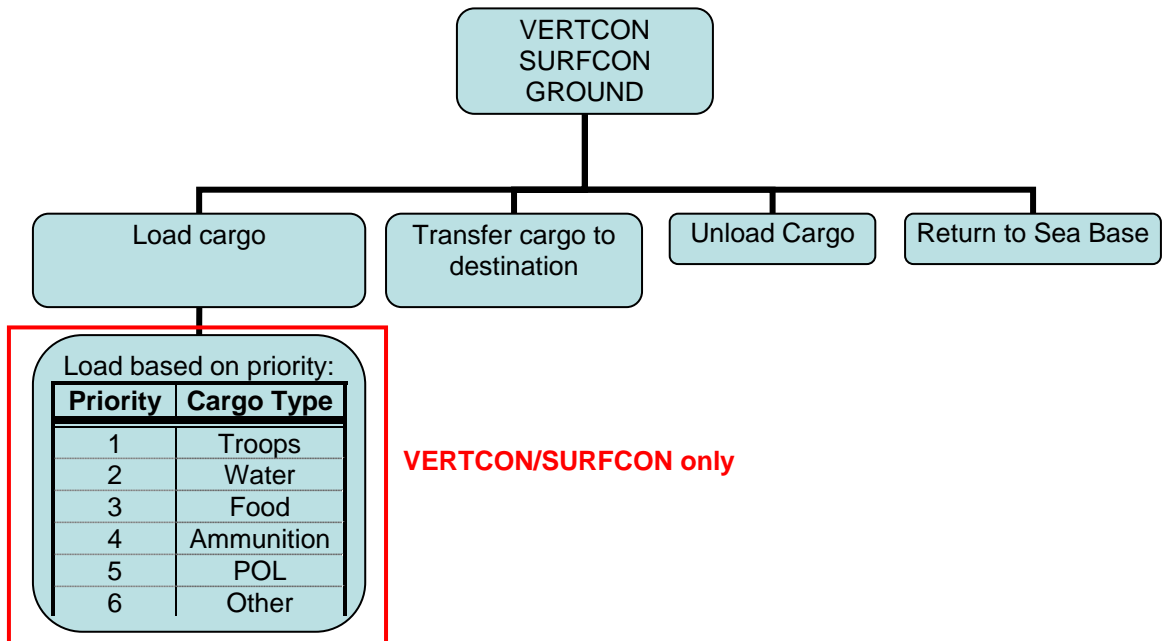 VERTCON
SURFCON
GROUND
Load cargo
Transfer cargo to
destination
Unload Cargo
Return to Sea Base
Load based on priority:
Priority Cargo Type
1 Troops
2 Water
3 Food
4 Ammunition
5 POL
6 Other
VERTCON/SURFCON only